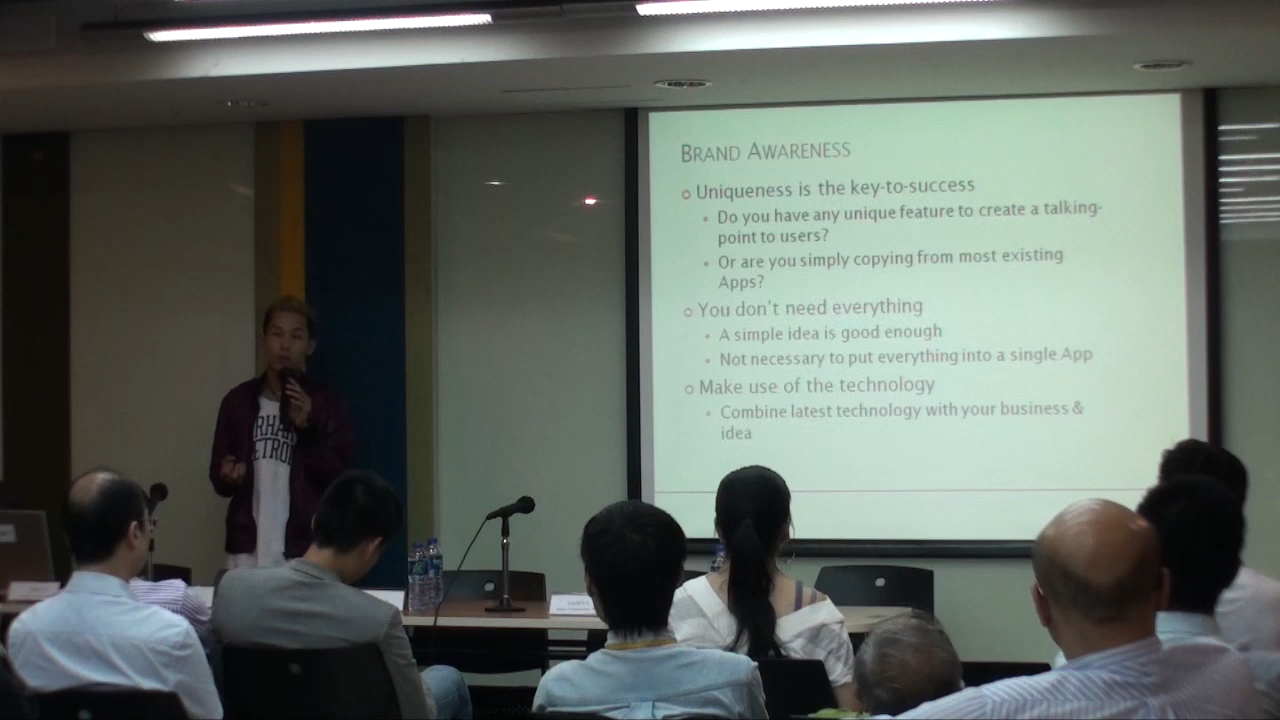 BRAND AWARENESS
Uniqueness is the key-to-success
Do you have any unique feature to create a talking-
point to users?
Or are you simply copying from most existing
Apps?
You don't need everything
A simple idea is good enough
Not necessary to put everything into a single App
Make use of the technology
Combine latest technology with your business &
idea